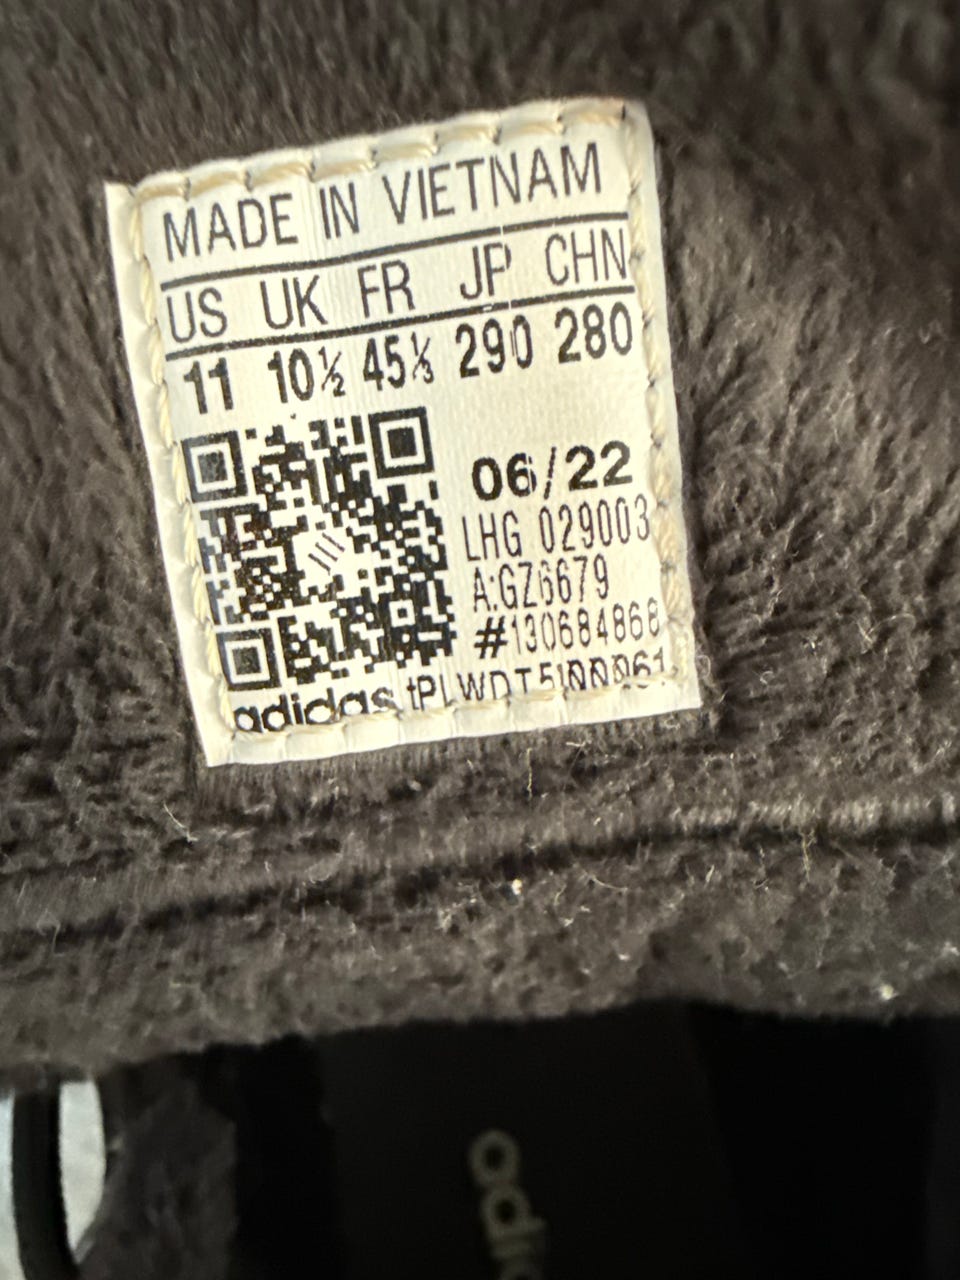 MADE IN VIETNAM
US UK FR JP CHN
11 10½ 45⅓ 290 280
06/22
LHG 029003
A:GZ6679
#130684868
adidas
adid